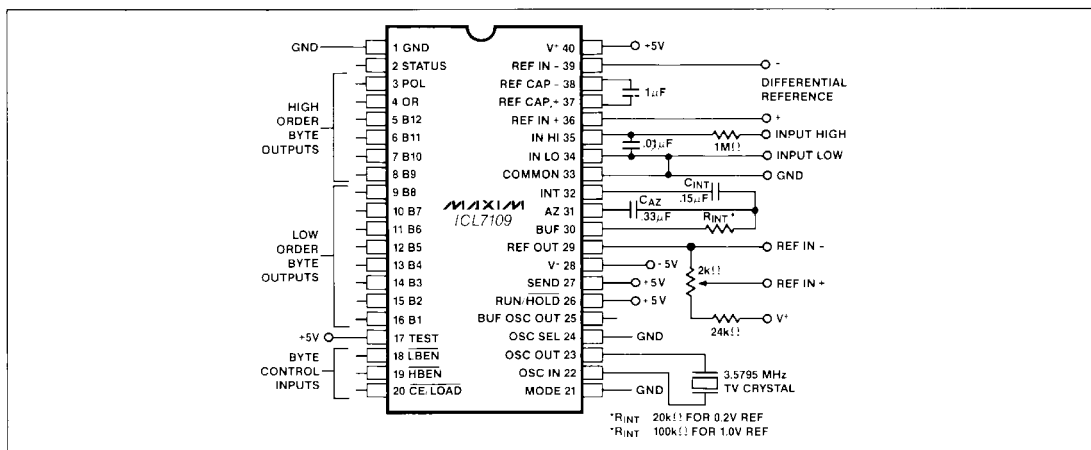 GND
1 GND
2 STATUS
3 POL
4 OR
5 B12
6 B11
7 B10
8 B9
9 B8
10 B7
11 B6
12 B5
13 B4
14 B3
15 B2
16 B1
17 TEST
18 LBEN
19 HBEN
20 CE/LOAD
HIGH
ORDER
BYTE
OUTPUTS
LOW
ORDER
BYTE
OUTPUTS
+5V
BYTE
CONTROL
INPUTS
MAXIM
ICL7109
V+ 40
REF IN - 39
REF CAP - 38
REF CAP + 37
REF IN + 36
IN HI 35
IN LO 34
COMMON 33
INT 32
AZ 31
BUF 30
REF OUT 29
V- 28
SEND 27
RUN/HOLD 26
BUF OSC OUT 25
OSC SEL 24
OSC OUT 23
OSC IN 22
MODE 21
+5V
-
DIFFERENTIAL
REFERENCE
1µF
+
INPUT HIGH
.01µF
1MΩ
INPUT LOW
GND
CINT
.15µF
CAZ
.33µF
RINT*
REF IN -
2kΩ
-5V
+5V
REF IN +
+5V
V+
24kΩ
GND
3.5795 MHz
TV CRYSTAL
GND
*RINT 20kΩ FOR 0.2V REF
*RINT 100kΩ FOR 1.0V REF